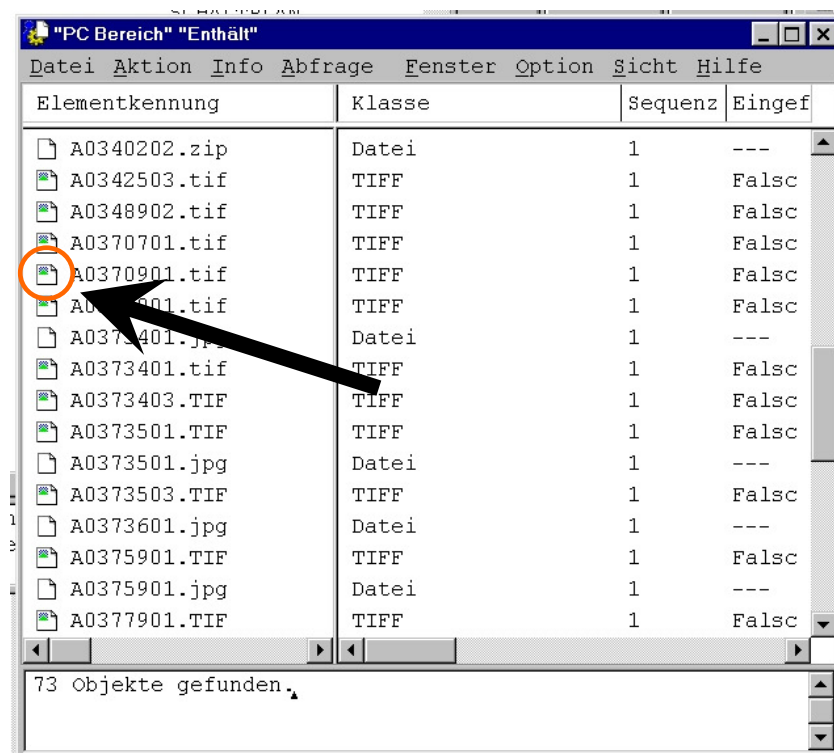 "PC Bereich" "Enthält"
Datei Aktion Info Abfrage Fenster Option Sicht Hilfe
Elementkennung Klasse Sequenz Eingef
A0340202.zip Datei 1 ---
A0342503.tif TIFF 1 Falsc
A0348902.tif TIFF 1 Falsc
A0370701.tif TIFF 1 Falsc
A0370901.tif TIFF 1 Falsc
TIFF 1 Falsc
Datei 1 ---
A0373401.tif TIFF 1 Falsc
A0373403.TIF TIFF 1 Falsc
A0373501.TIF TIFF 1 Falsc
A0373501.jpg Datei 1 ---
A0373503.TIF TIFF 1 Falsc
A0373601.jpg Datei 1 ---
A0375901.TIF TIFF 1 Falsc
A0375901.jpg Datei 1 ---
A0377901.TIF TIFF 1 Falsc
73 Objekte gefunden.